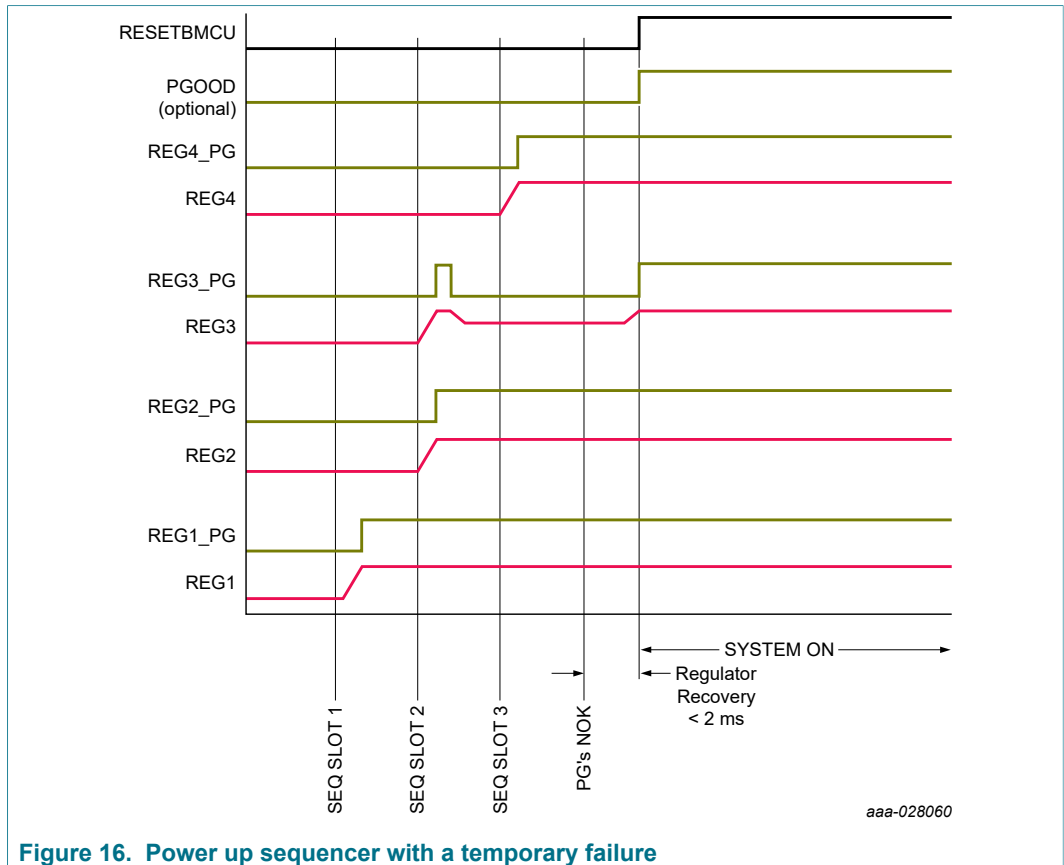 RESETBMCU
PGOOD
(optional)
REG4_PG
REG4
REG3_PG
REG3
REG2_PG
REG2
REG1_PG
REG1
SYSTEM ON
Regulator
Recovery
< 2 ms
SEQ SLOT 1
SEQ SLOT 2
SEQ SLOT 3
PG's NOK
aaa-028060
Figure 16. Power up sequencer with a temporary failure